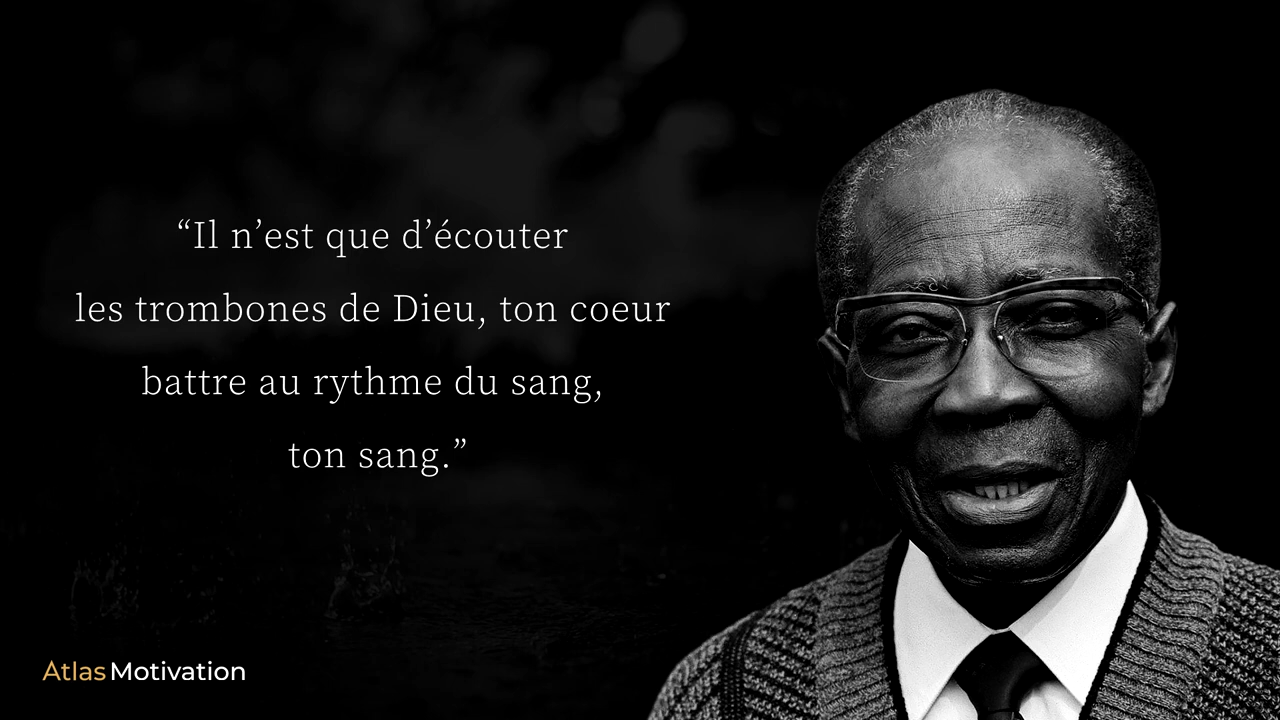 “Il n’est que d’écouter
les trombones de Dieu, ton coeur
battre au rythme du sang,
ton sang.”
Atlas Motivation